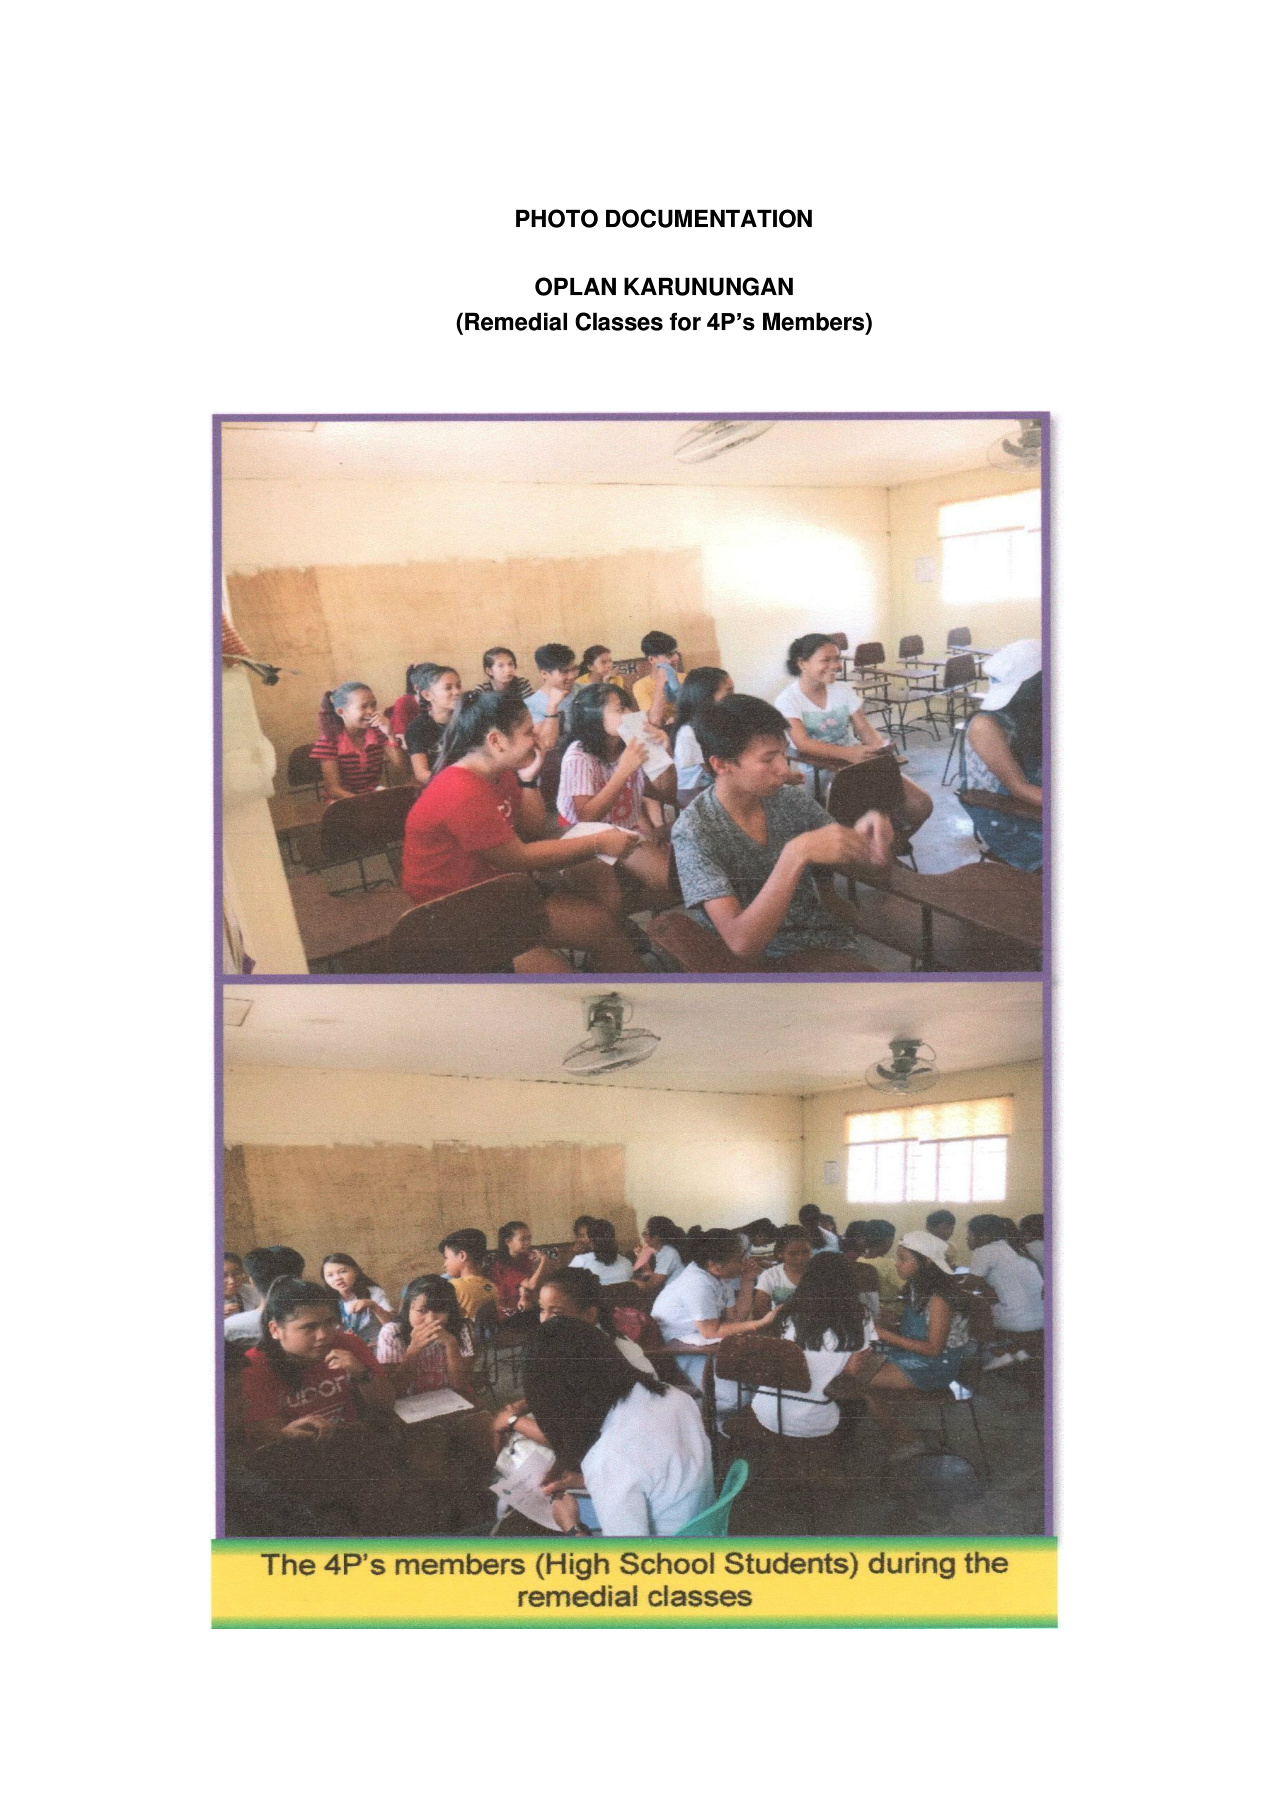 PHOTO DOCUMENTATION
OPLAN KARUNUNGAN
(Remedial Classes for 4P’s Members)
The 4P's members (High School Students) during the
remedial classes